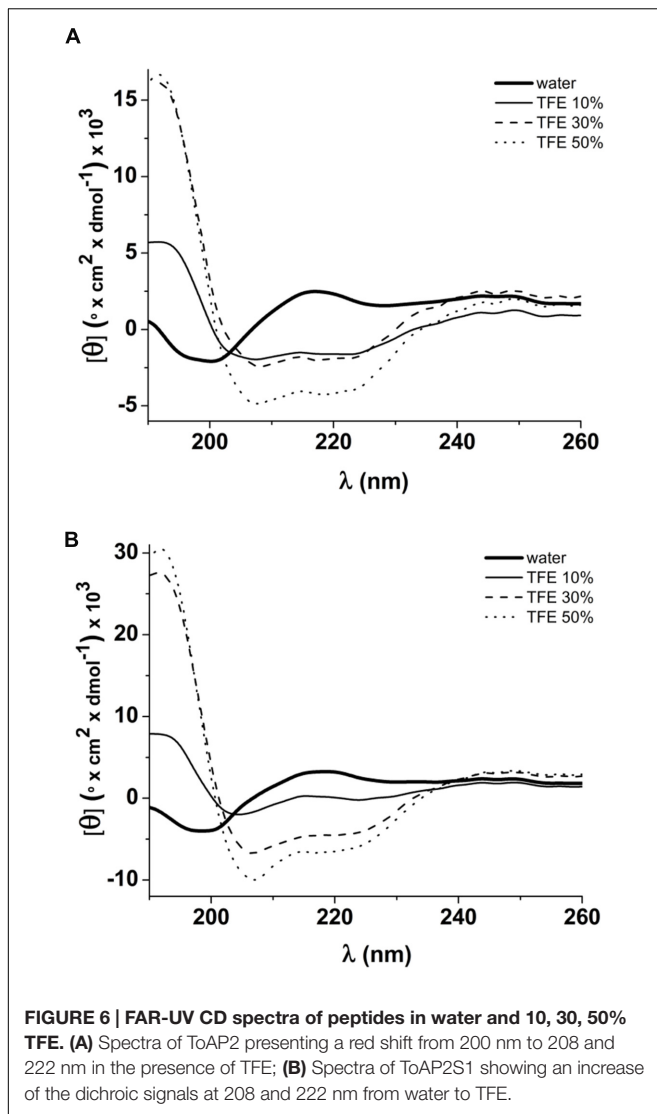 A
water
TFE 10%
TFE 30%
TFE 50%
15
10
5
0
-5
[θ] (° x cm² x dmol⁻¹) x 10³
200 220 240 260
λ (nm)
B
water
TFE 10%
TFE 30%
TFE 50%
30
20
10
0
-10
[θ] (° x cm² x dmol⁻¹) x 10³
200 220 240 260
λ (nm)
FIGURE 6 | FAR-UV CD spectra of peptides in water and 10, 30, 50%
TFE. (A) Spectra of ToAP2 presenting a red shift from 200 nm to 208 and
222 nm in the presence of TFE; (B) Spectra of ToAP2S1 showing an increase
of the dichroic signals at 208 and 222 nm from water to TFE.